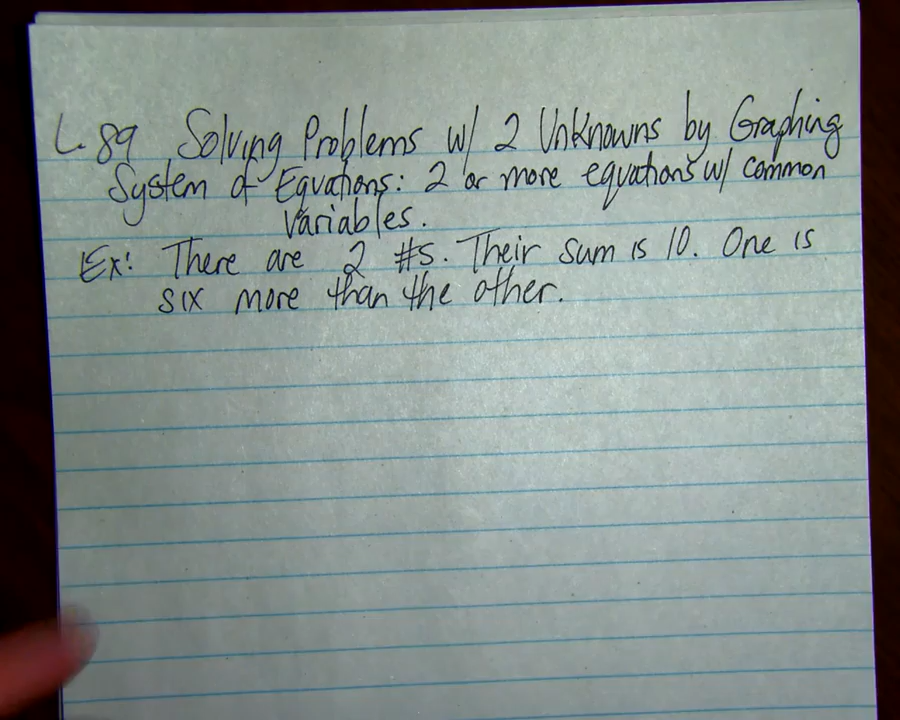 L. 89 Solving Problems w/ 2 Unknowns by Graphing
System of Equations: 2 or more equations w/ common
Variables.
Ex: There are 2 #s. Their sum is 10. One is
six more than the other.